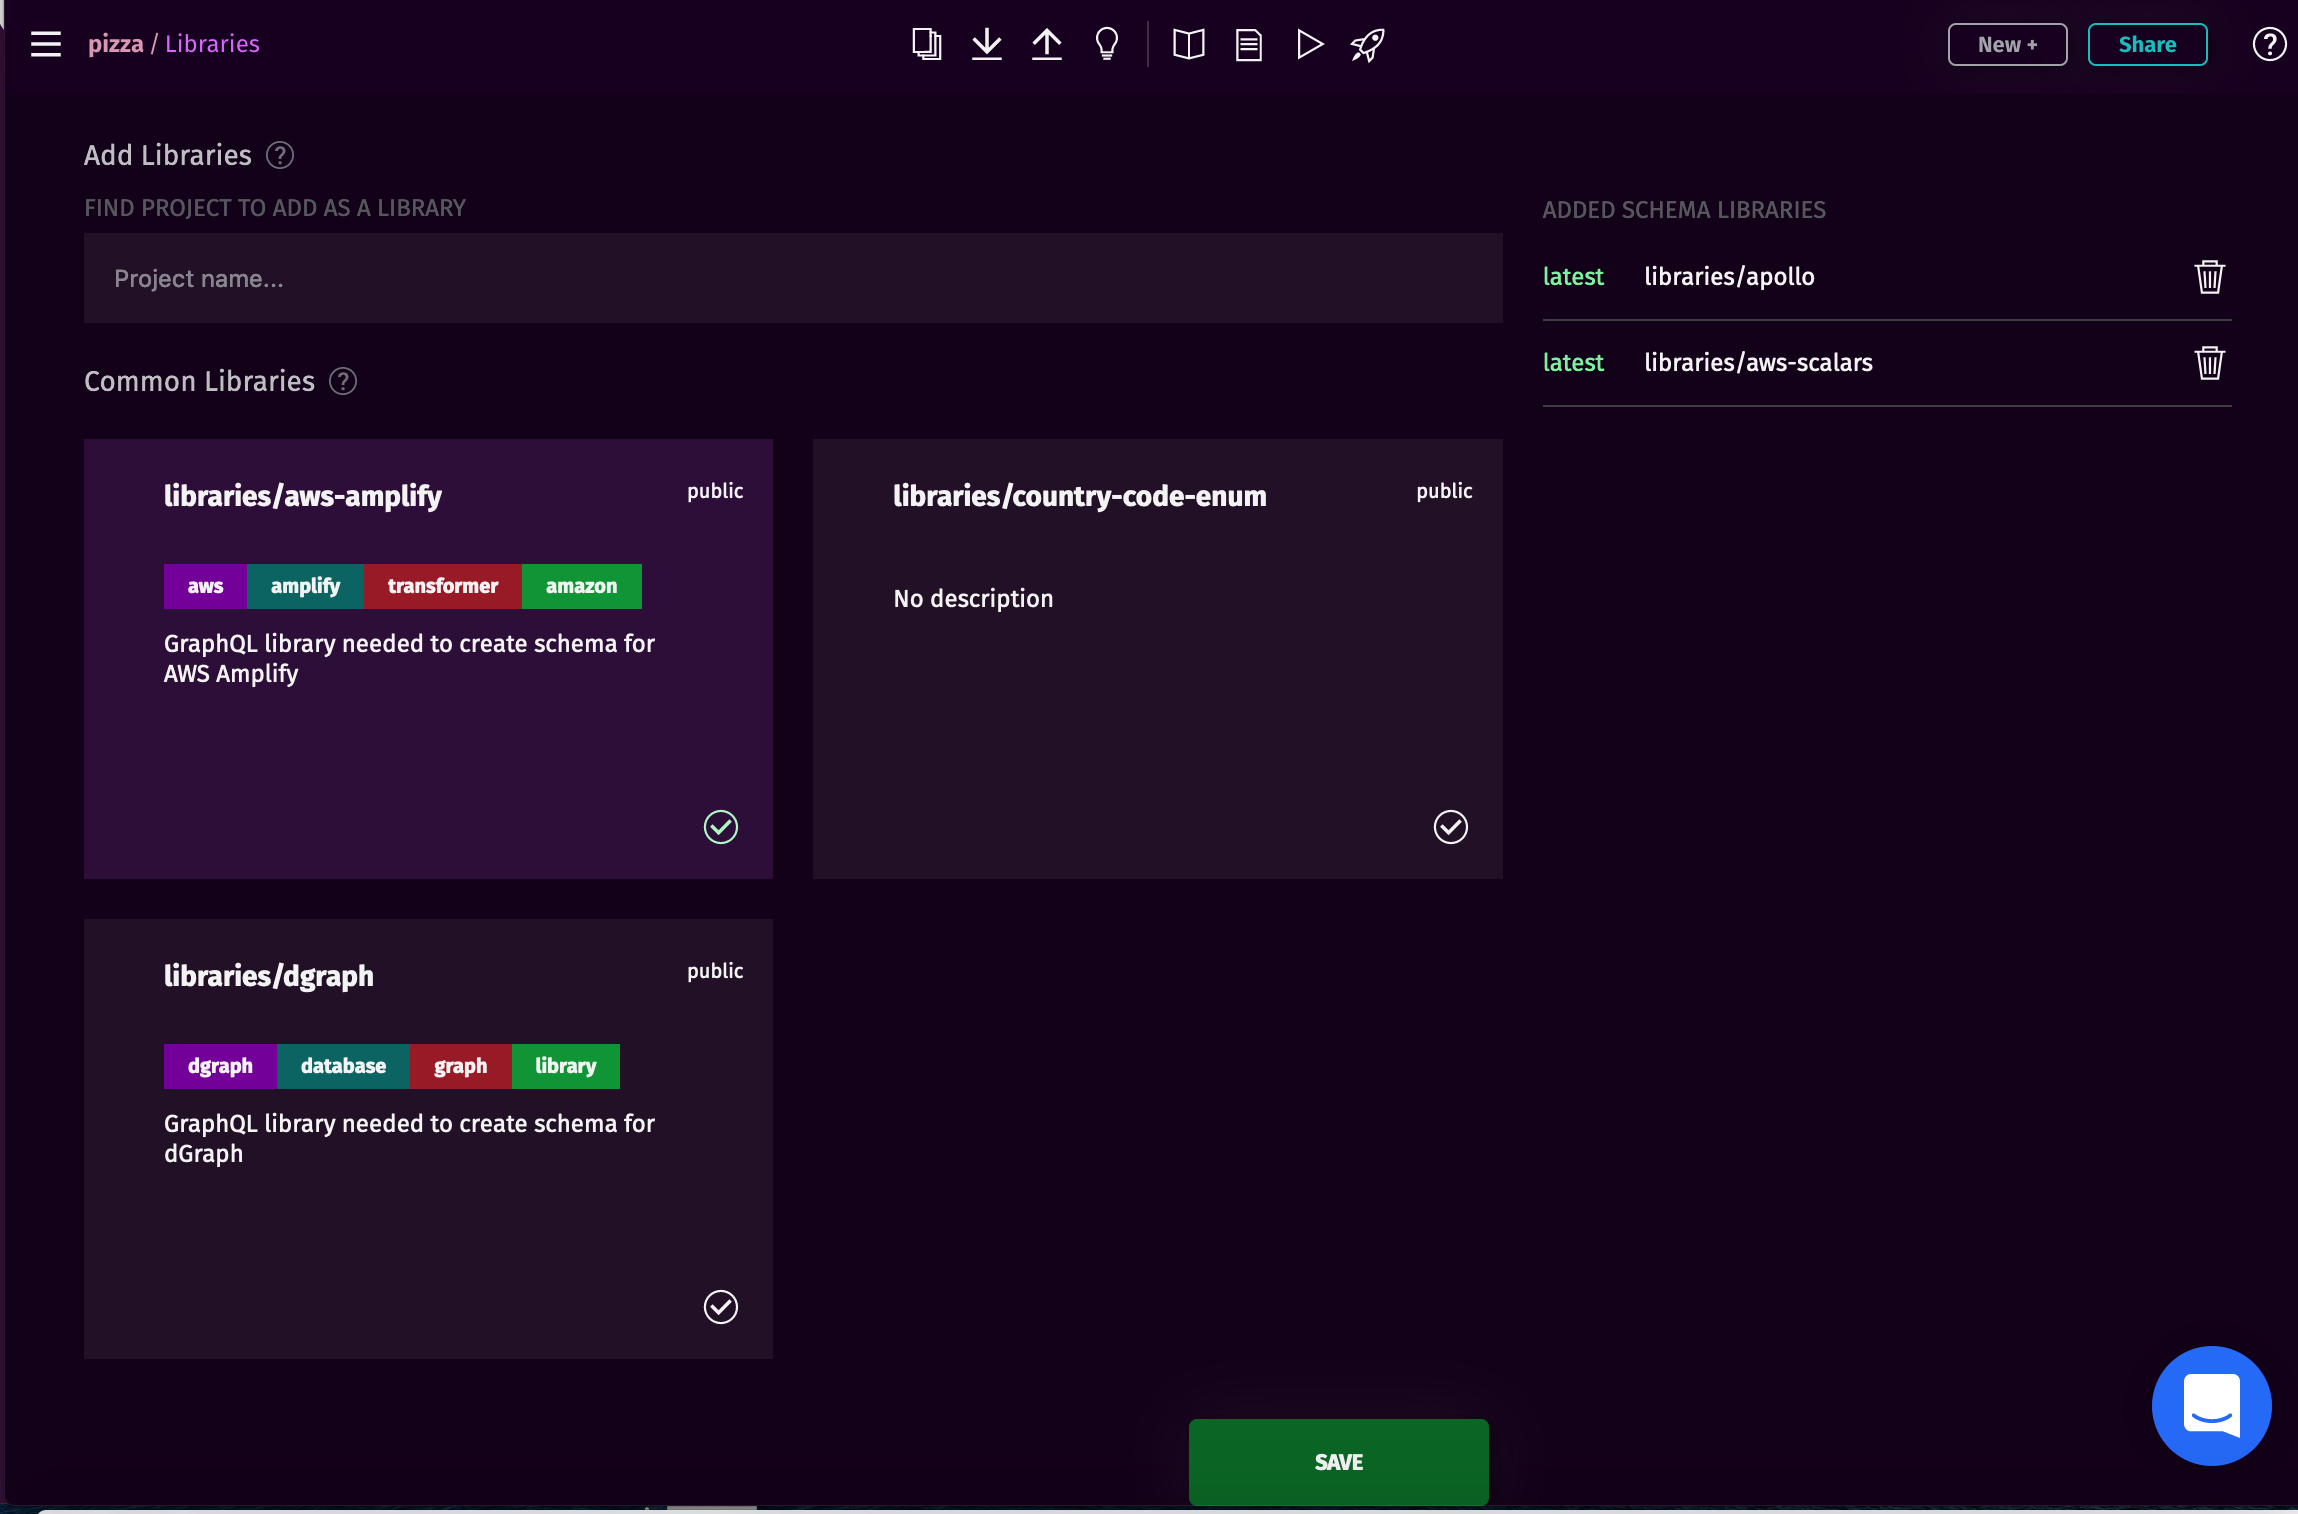 pizza / Libraries
New +
Share
Add Libraries ?
FIND PROJECT TO ADD AS A LIBRARY
Project name...
Common Libraries ?
libraries/aws-amplify
public
aws amplify transformer amazon
GraphQL library needed to create schema for
AWS Amplify
libraries/country-code-enum
public
No description
libraries/dgraph
public
dgraph database graph library
GraphQL library needed to create schema for
dGraph
ADDED SCHEMA LIBRARIES
latest libraries/apollo
latest libraries/aws-scalars
SAVE